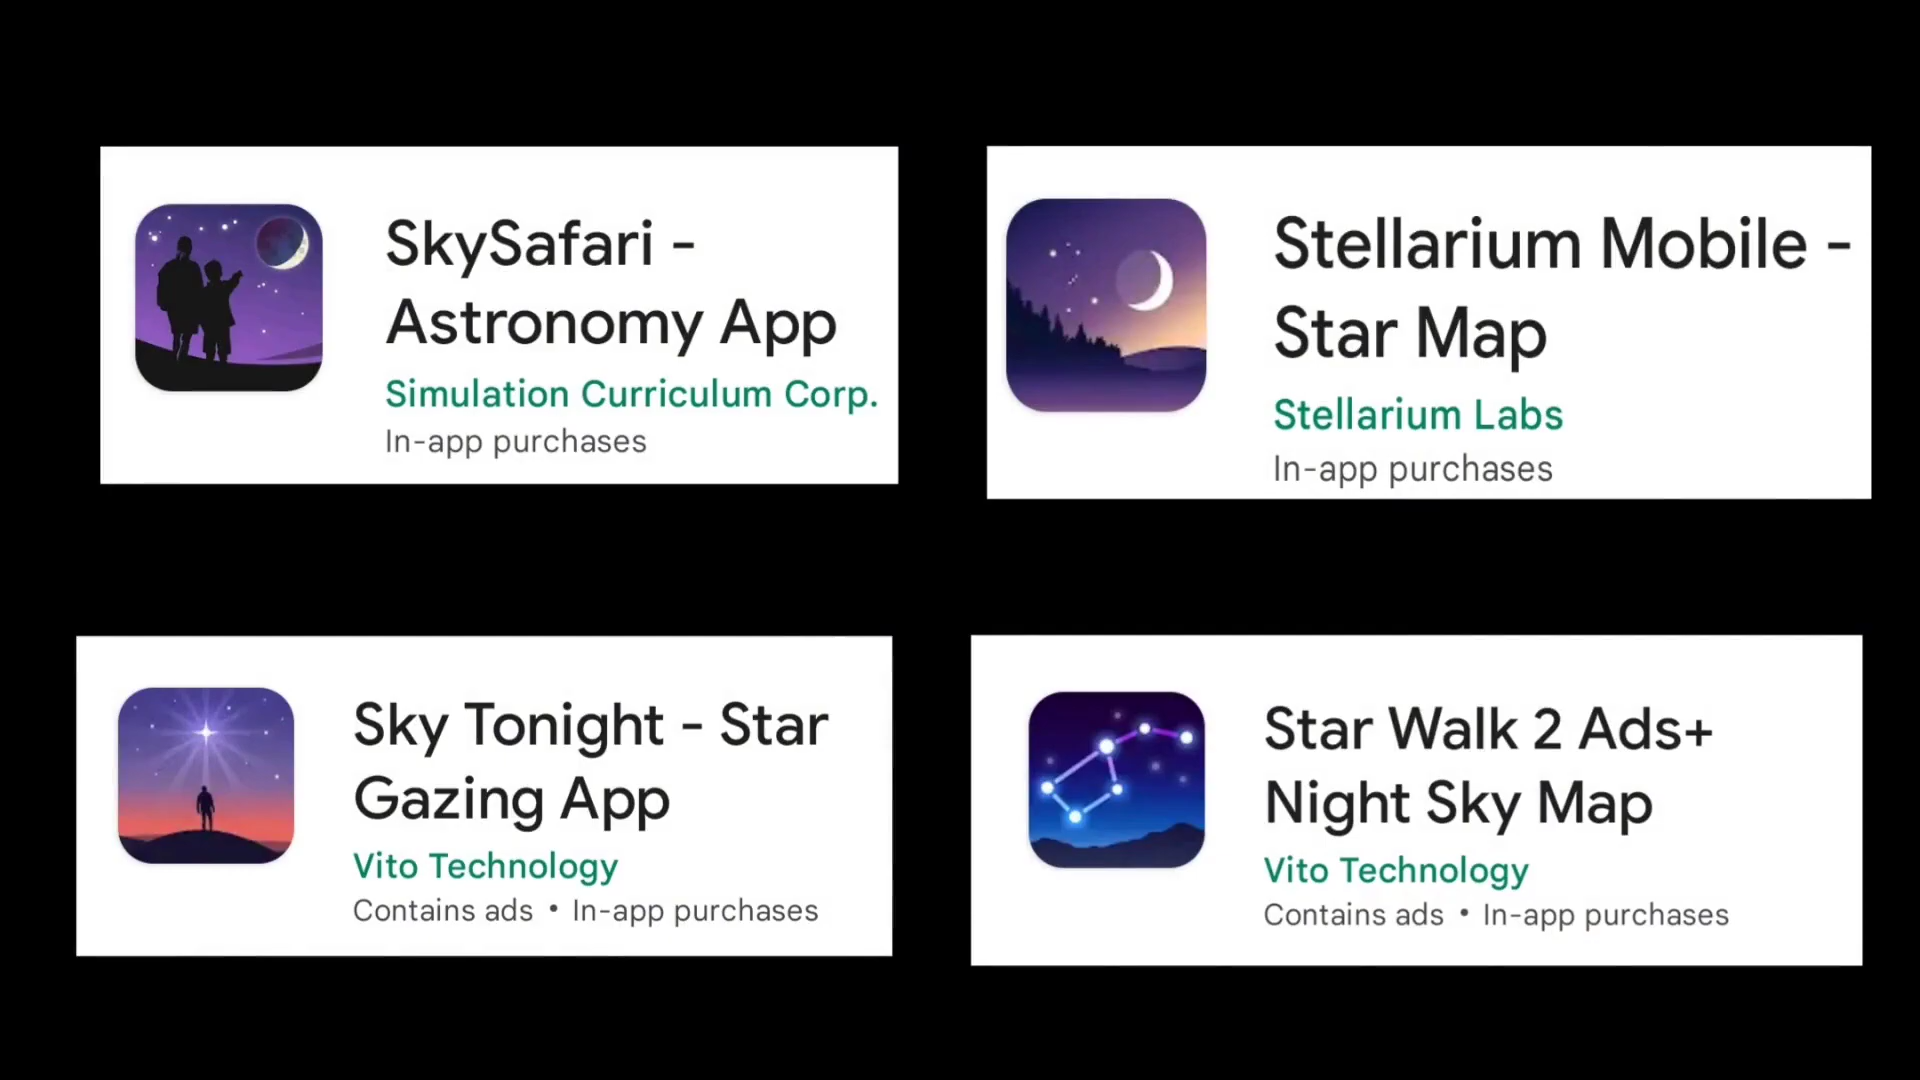 SkySafari -
Astronomy App
Simulation Curriculum Corp.
In-app purchases
Stellarium Mobile -
Star Map
Stellarium Labs
In-app purchases
Sky Tonight - Star
Gazing App
Vito Technology
Contains ads • In-app purchases
Star Walk 2 Ads+
Night Sky Map
Vito Technology
Contains ads • In-app purchases